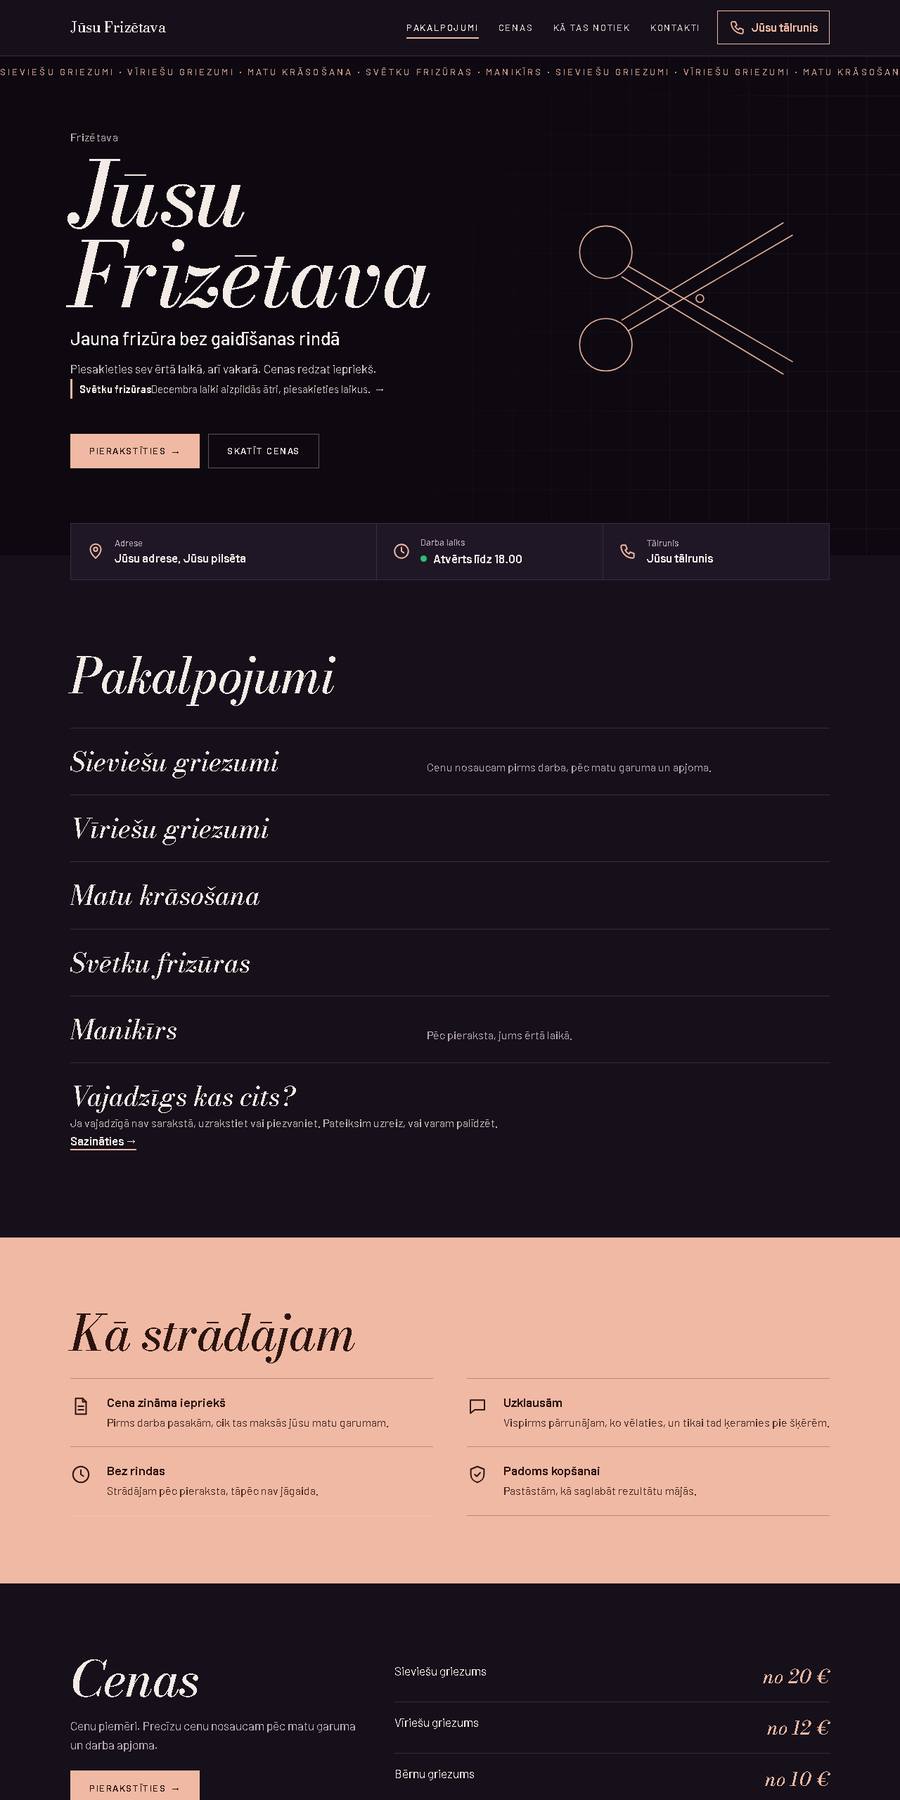 Jūsu Frizētava
PAKALPOJUMI CENAS KĀ TAS NOTIEK KONTAKTI Jūsu tālrunis
SIEVIEŠU GRIEZUMI · VĪRIEŠU GRIEZUMI · MATU KRĀSOŠANA · SVĒTKU FRIZŪRAS · MANIKĪRS · SIEVIEŠU GRIEZUMI · VĪRIEŠU GRIEZUMI · MATU KRĀSOŠAN
Frizētava
Jūsu
Frizētava
Jauna frizūra bez gaidīšanas rindā
Piesakieties sev ērtā laikā, arī vakarā. Cenas redzat iepriekš.
Svētku frizūras Decembra laiki aizpildās ātri, piesakieties laikus. →
PIERAKSTĪTIES → SKATĪT CENAS
Adrese
Jūsu adrese, Jūsu pilsēta
Darba laiks
Atvērts līdz 18.00
Tālrunis
Jūsu tālrunis
Pakalpojumi
Sieviešu griezumi
Cenu nosaucam pirms darba, pēc matu garuma un apjoma.
Vīriešu griezumi
Matu krāsošana
Svētku frizūras
Manikīrs
Pēc pieraksta, jums ērtā laikā.
Vajadzīgs kas cits?
Ja vajadzīgā nav sarakstā, uzrakstiet vai piezvaniet. Pateiksim uzreiz, vai varam palīdzēt.
Sazināties →
Kā strādājam
Cena zināma iepriekš
Pirms darba pasakām, cik tas maksās jūsu matu garumam.
Uzklausām
Vispirms pārrunājam, ko vēlaties, un tikai tad ķeramies pie šķērēm.
Bez rindas
Strādājam pēc pieraksta, tāpēc nav jāgaida.
Padoms kopšanai
Pastāstām, kā saglabāt rezultātu mājās.
Cenas
Cenu piemēri. Precīzu cenu nosaucam pēc matu garuma
un darba apjoma.
PIERAKSTĪTIES →
Sieviešu griezums no 20 €
Vīriešu griezums no 12 €
Bērnu griezums no 10 €